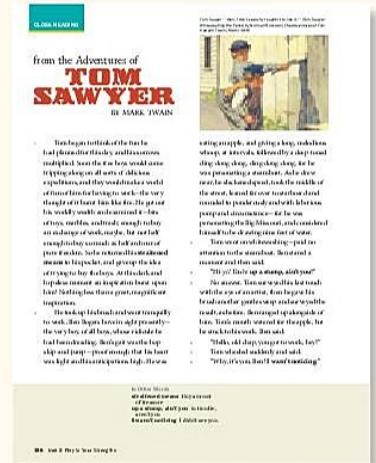 CLOSE READING
from the Adventures of
TOM
SAWYER
BY MARK TWAIN
Tom began to think of the fun he
had planned for this day, and his sorrows
multiplied. Soon the free boys would come
tripping along on all sorts of delicious
expeditions, and they would make a world
of fun of him for having to work—the very
thought of it burnt him like fire. He got out
his worldly wealth and examined it—bits
of toys, marbles, and trash; enough to buy
an exchange of work, maybe, but not half
enough to buy so much as half an hour of
pure freedom. So he returned his straitened
means to his pocket, and gave up the idea
of trying to buy the boys. At this dark and
hopeless moment an inspiration burst upon
him! Nothing less than a great, magnificent
inspiration.
He took up his brush and went tranquilly
to work. Ben Rogers hove in sight presently—
the very boy, of all boys, whose ridicule he
had been dreading. Ben's gait was the hop
skip and jump—proof enough that his heart
was light and his anticipations high. He was
eating an apple, and giving a long, melodious
whoop, at intervals, followed by a deep-toned
ding-dong-dong, ding-dong-dong, for he
was personating a steamboat. As he drew
near, he slackened speed, took the middle of
the street, leaned far over to starboard and
rounded to ponderously and with laborious
pomp and circumstance—for he was
personating the Big Missouri, and considered
himself to be drawing nine feet of water.
Tom went on whitewashing—paid no
attention to the steamboat. Ben stared a
moment and then said:
"Hi-yi! You're up a stump, ain't you!"
No answer. Tom surveyed his last touch
with the eye of an artist, then he gave his
brush another gentle sweep and surveyed the
result, as before. Ben ranged up alongside of
him. Tom's mouth watered for the apple, but
he stuck to his work. Ben said:
"Hello, old chap, you got to work, hey?"
Tom wheeled suddenly and said:
"Why, it's you, Ben! I warn't noticing."
In Other Words
straitened means
of treasure
up a stump, ain't you in trouble,
aren't you
I warn't noticing I didn't see you.
Play to Your Strengths